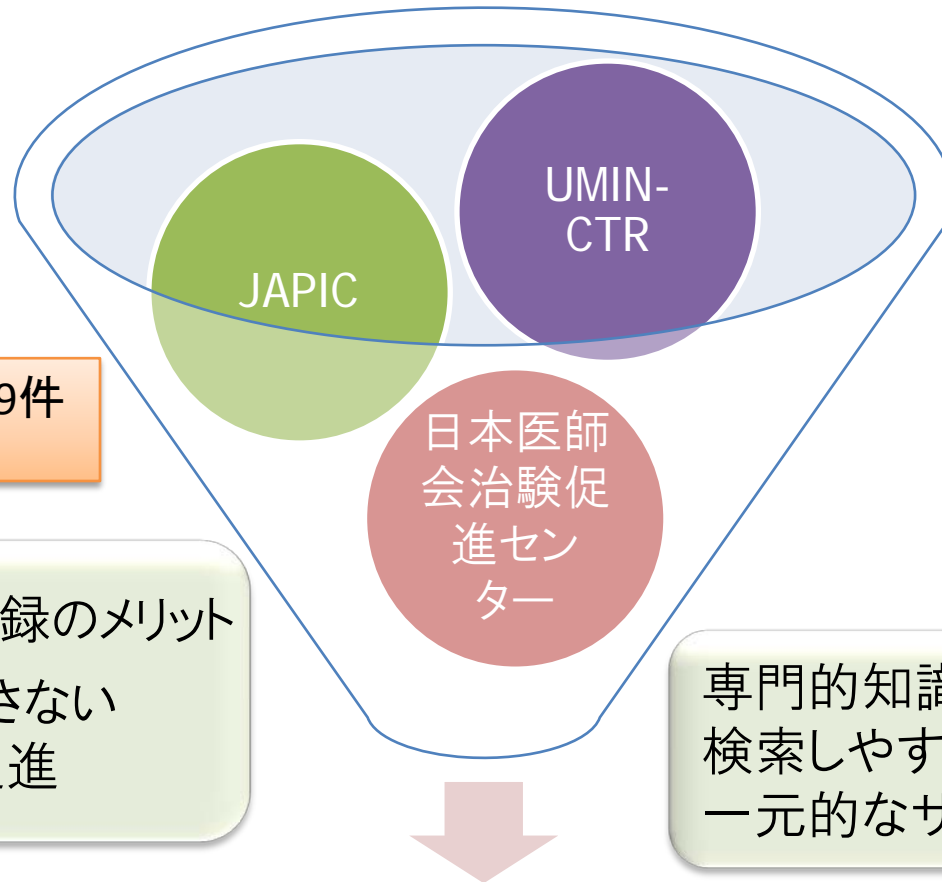 UMIN-
CTR
JAPIC
9件
日本医師
会治験促
進セン
ター
録のメリット
さない
進
専門的知
検索しやす
一元的な